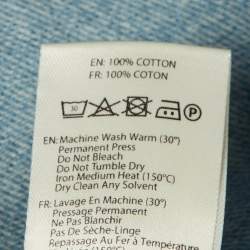 EN: 100% COTTON
FR: 100% COTON
30 P
EN: Machine Wash Warm (30°)
Permanent Press
Do Not Bleach
Do Not Tumble Dry
Iron Medium Heat (150°C)
Dry Clean Any Solvent
FR: Lavage En Machine (30°)
Pressage Permanent
Ne Pas Blanchir
Pas De Sèche-Linge
Repassage Au Fer à Température
(150°C)